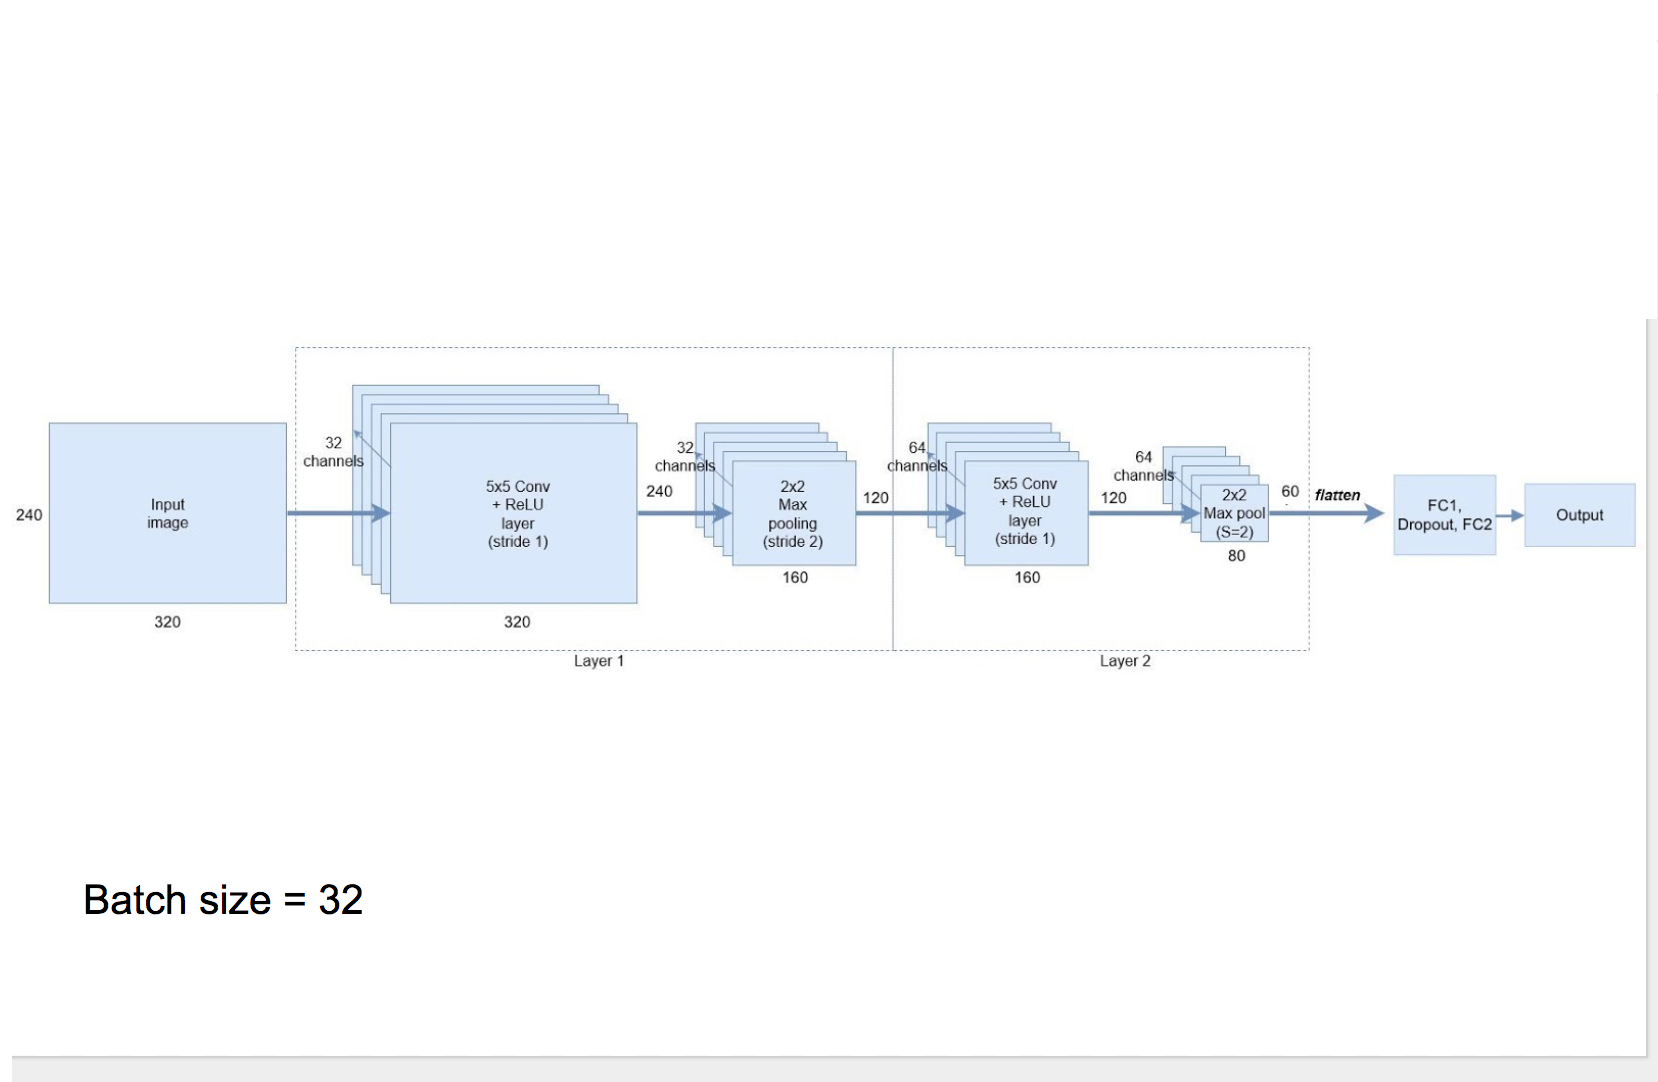 240
Input
image
320
32
channels
5x5 Conv
+ ReLU
layer
(stride 1)
320
240
32
channels
2x2
Max
pooling
(stride 2)
160
Layer 1
120
64
channels
5x5 Conv
+ ReLU
layer
(stride 1)
160
120
64
channels
2x2
Max pool
(S=2)
80
Layer 2
60
flatten
FC1,
Dropout, FC2
Output
Batch size = 32